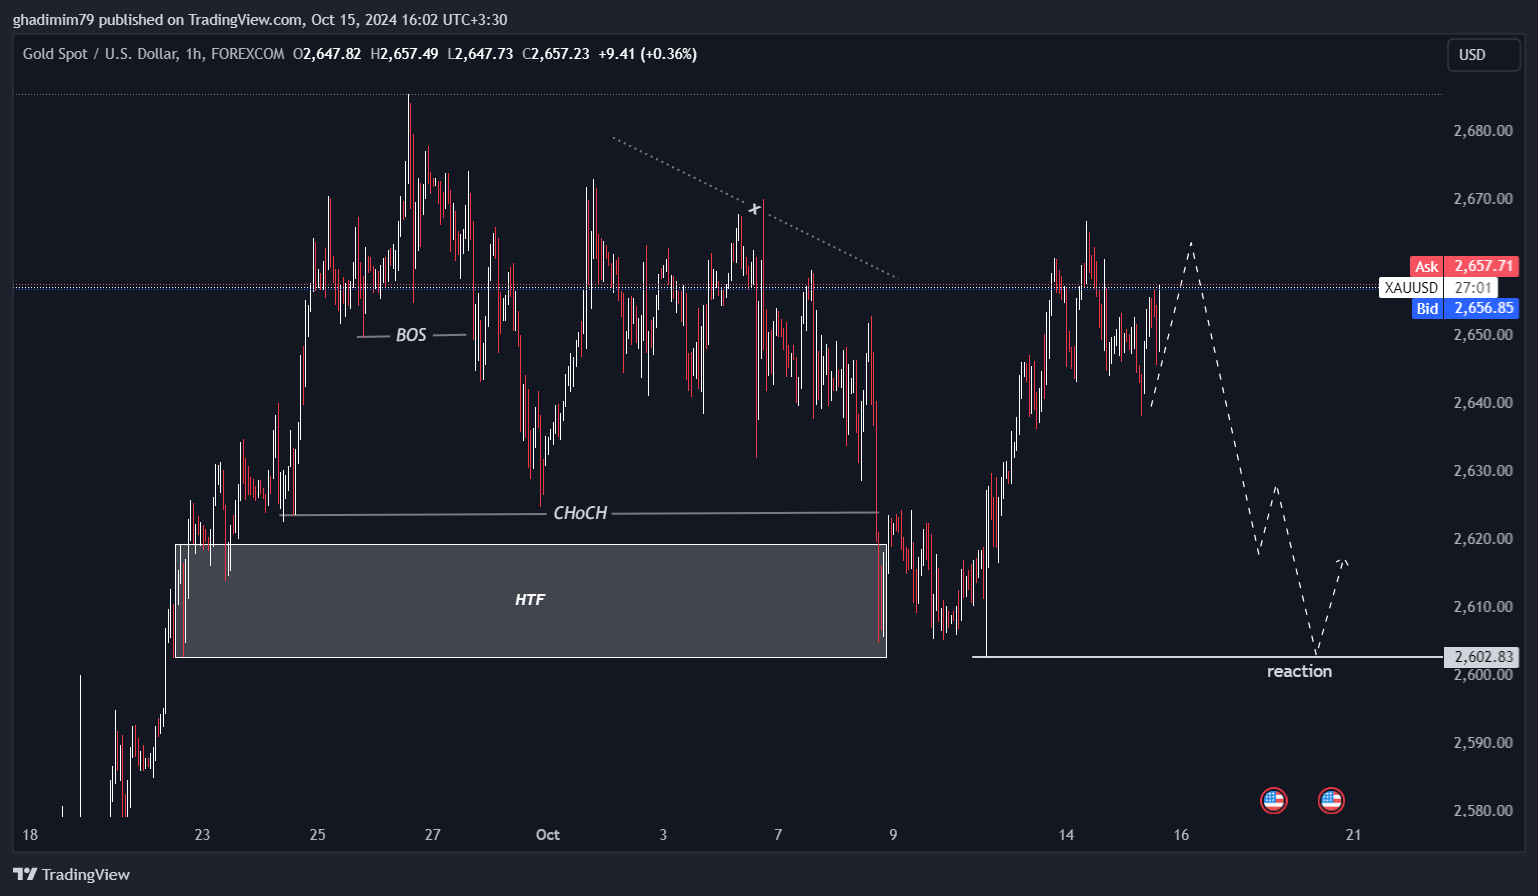 ghadimim79 published on TradingView.com, Oct 15, 2024 16:02 UTC+3:30
Gold Spot / U.S. Dollar, 1h, FOREXCOM O2,647.82 H2,657.49 L2,647.73 C2,657.23 +9.41 (+0.36%)
USD
2,680.00
2,670.00
x
Ask 2,657.71
XAUUSD 27:01
Bid 2,656.85
BOS
2,650.00
2,640.00
2,630.00
CHoCH
2,620.00
HTF
2,610.00
2,602.83
reaction
2,600.00
2,590.00
2,580.00
18 23 25 27 Oct 3 7 9 14 16 21
TradingView